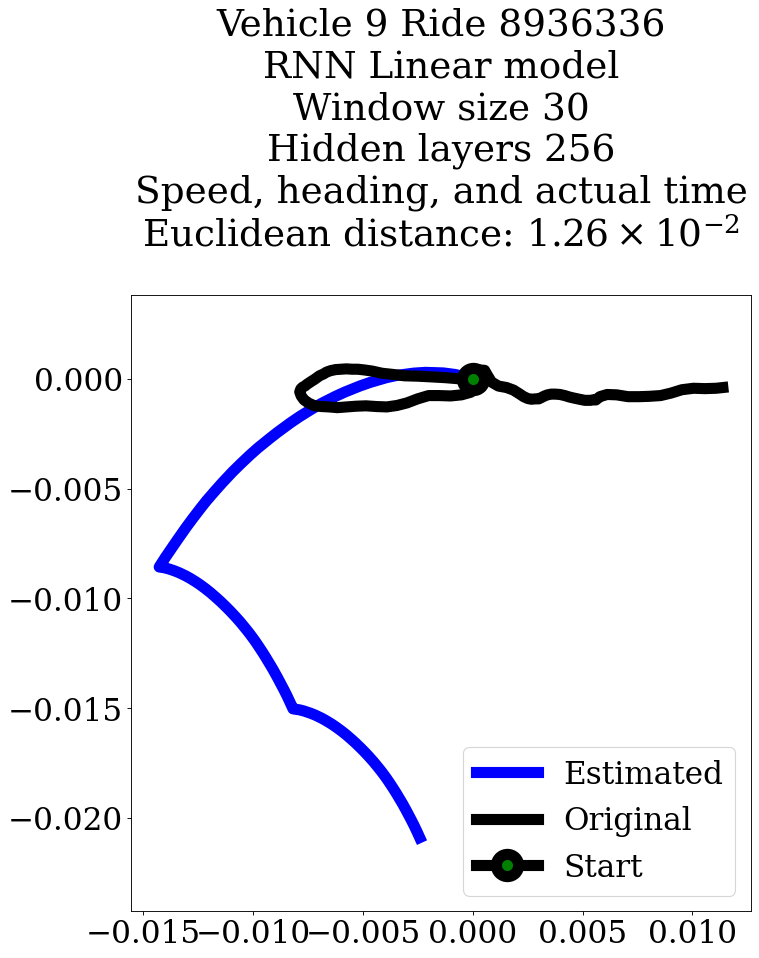 Vehicle 9 Ride 8936336
RNN Linear model
Window size 30
Hidden layers 256
Speed, heading, and actual time
Euclidean distance: 1.26 × 10⁻²
0.000
−0.005
−0.010
−0.015
−0.020
Estimated
Original
Start
−0.015 −0.010 −0.005 0.000 0.005 0.010